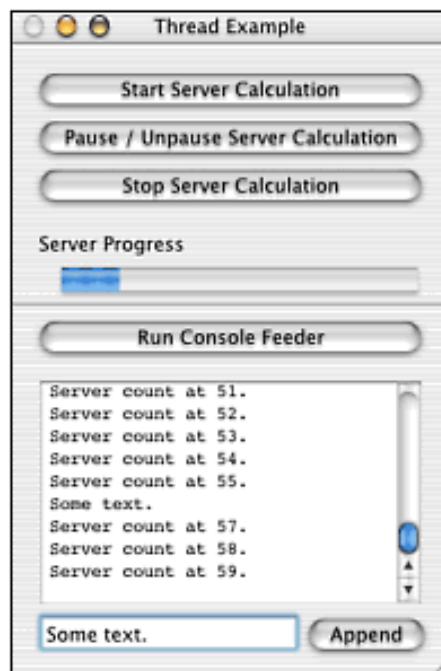 Thread Example
Start Server Calculation
Pause / Unpause Server Calculation
Stop Server Calculation
Server Progress
Run Console Feeder
Server count at 51.
Server count at 52.
Server count at 53.
Server count at 54.
Server count at 55.
Some text.
Server count at 57.
Server count at 58.
Server count at 59.
Some text.
Append